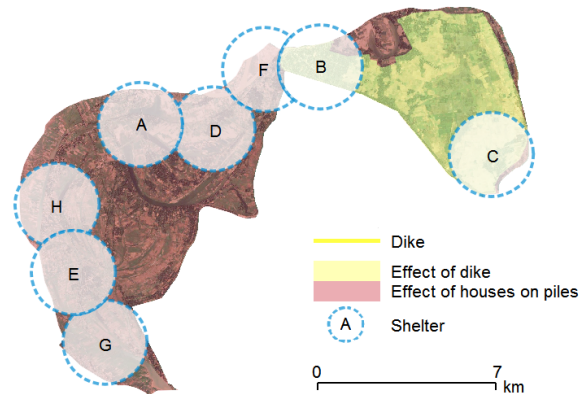 F
B
A
D
C
H
E
G
Dike
Effect of dike
Effect of houses on piles
A Shelter
0 7
km